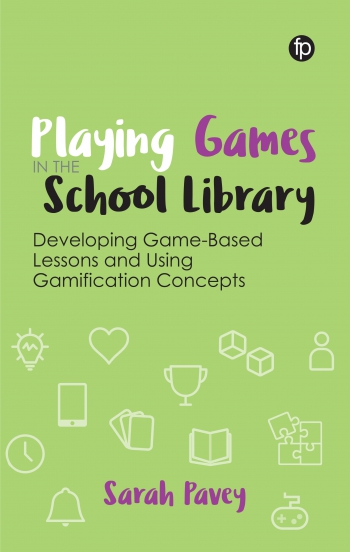 fp
Playing Games
IN THE
School Library
Developing Game-Based
Lessons and Using
Gamification Concepts
Sarah Pavey